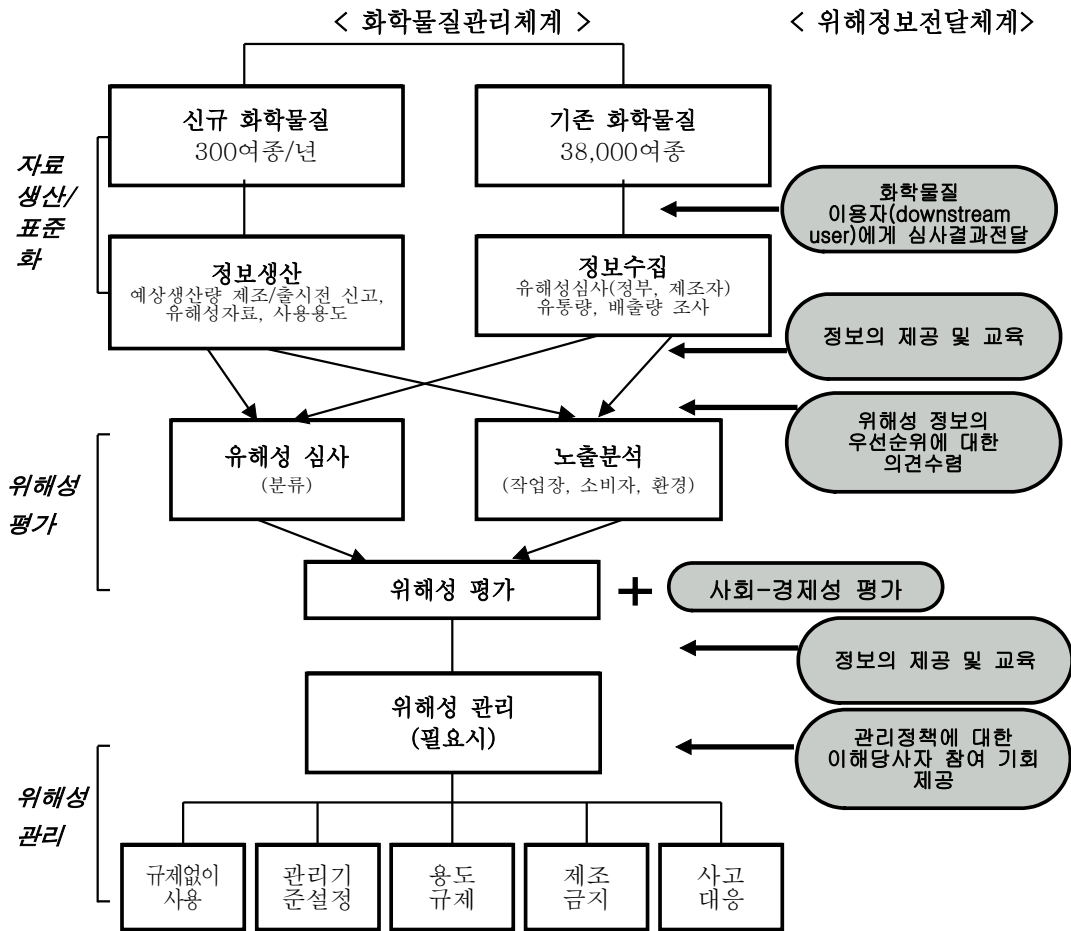 < 화학물질관리체계 >
< 위해정보전달체계>
신규 화학물질
300여종/년
기존 화학물질
38,000여종
자료
생산/
표준
화
화학물질
이용자(downstream
user)에게 심사결과전달
정보생산
예상생산량 제조/출시전 신고,
유해성자료, 사용용도
정보수집
유해성심사(정부, 제조자)
유통량, 배출량 조사
정보의 제공 및 교육
위해성 정보의
우선순위에 대한
의견수령
유해성 심사
(분류)
노출분석
(작업장, 소비자, 환경)
위해성
평가
위해성 평가
+
사회-경제성 평가
정보의 제공 및 교육
위해성 관리
(필요시)
관리정책에 대한
이해당사자 참여 기회
제공
위해성
관리
규제없이
사용
관리기
준설정
용도
규제
제조
금지
사고
대응